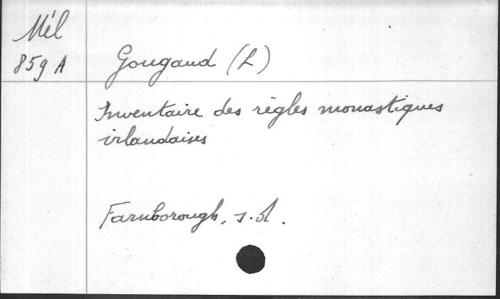 Mél
859 A
Gougaud (L)
Inventaire des règles monastiques
irlandaises
Farnborough, s.d.